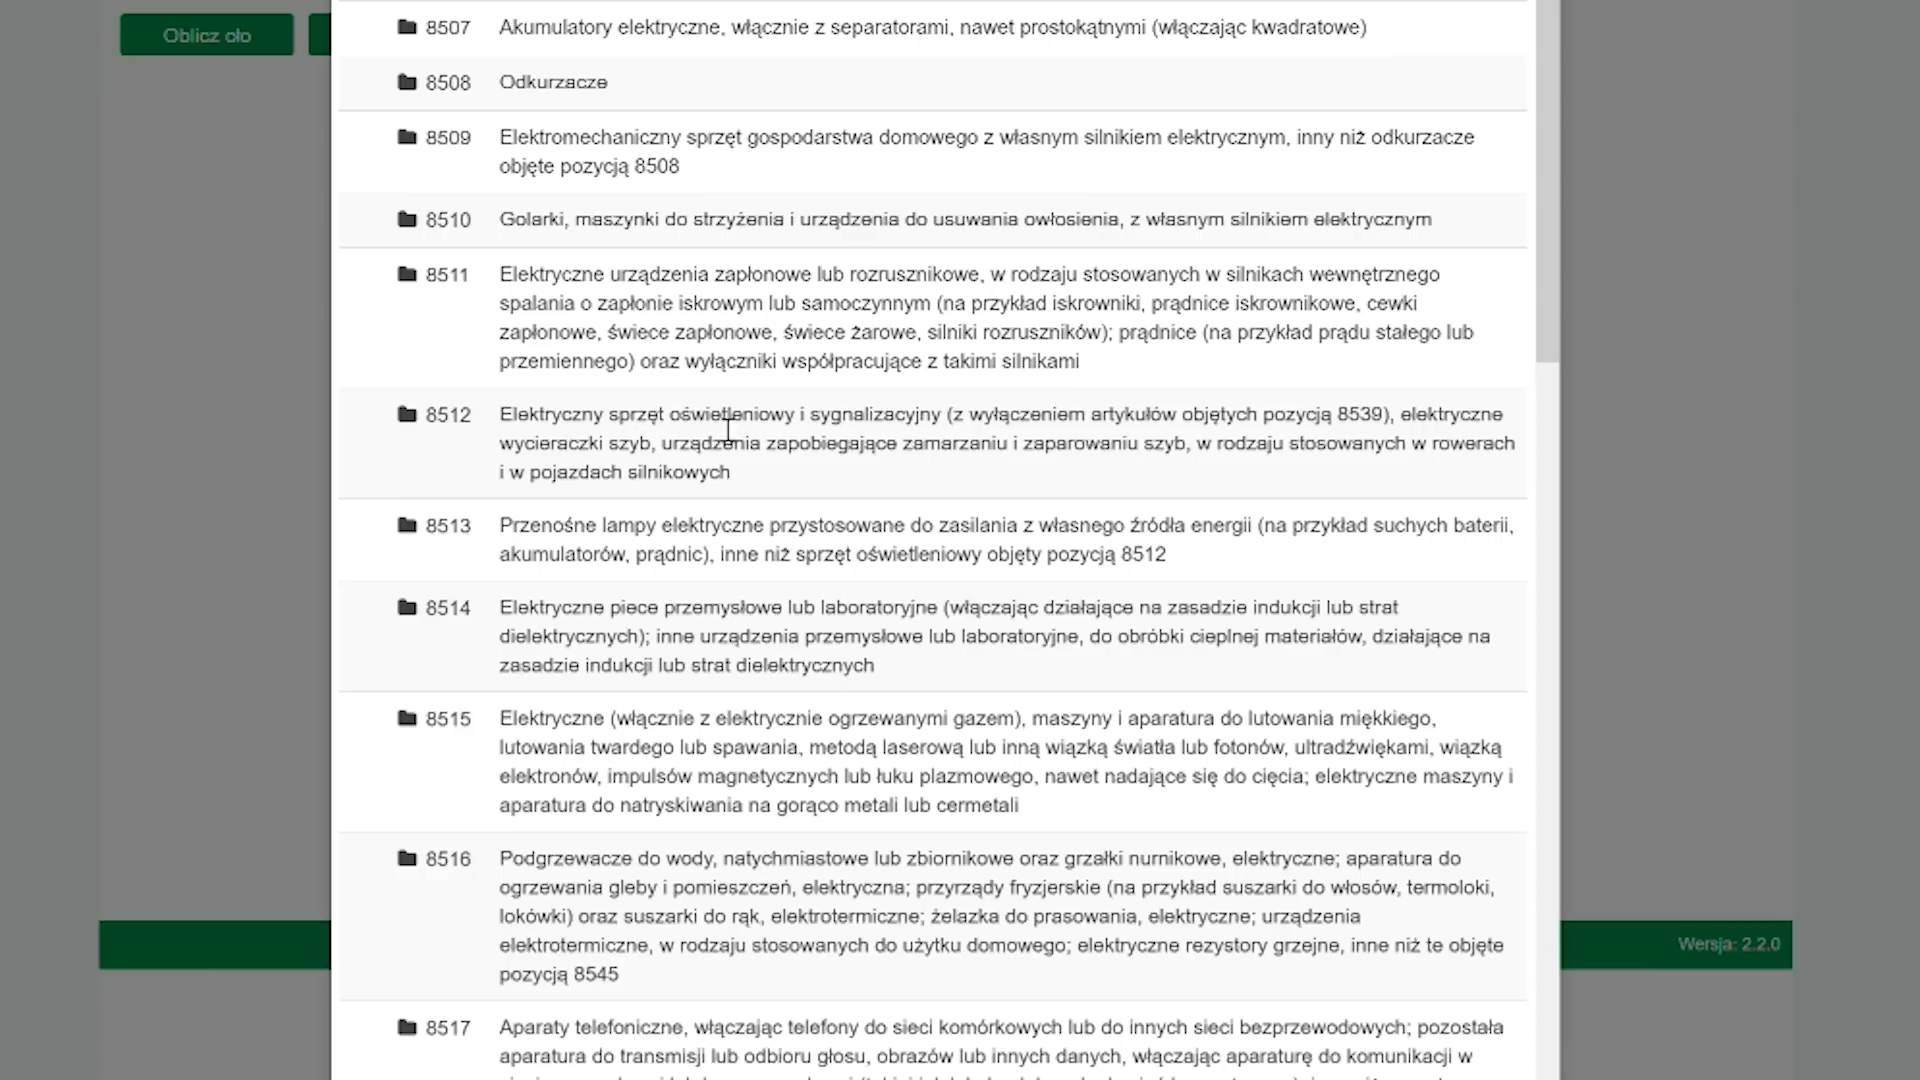 Oblicz cło
8507 Akumulatory elektryczne, włącznie z separatorami, nawet prostokątnymi (włączając kwadratowe)
8508 Odkurzacze
8509 Elektromechaniczny sprzęt gospodarstwa domowego z własnym silnikiem elektrycznym, inny niż odkurzacze
objęte pozycją 8508
8510 Golarki, maszynki do strzyżenia i urządzenia do usuwania owłosienia, z własnym silnikiem elektrycznym
8511 Elektryczne urządzenia zapłonowe lub rozrusznikowe, w rodzaju stosowanych w silnikach wewnętrznego
spalania o zapłonie iskrowym lub samoczynnym (na przykład iskrowniki, prądnice iskrownikowe, cewki
zapłonowe, świece zapłonowe, świece żarowe, silniki rozruszników); prądnice (na przykład prądu stałego lub
przemiennego) oraz wyłączniki współpracujące z takimi silnikami
8512 Elektryczny sprzęt oświetleniowy i sygnalizacyjny (z wyłączeniem artykułów objętych pozycją 8539), elektryczne
wycieraczki szyb, urządzenia zapobiegające zamarzaniu i zaparowaniu szyb, w rodzaju stosowanych w rowerach
i w pojazdach silnikowych
8513 Przenośne lampy elektryczne przystosowane do zasilania z własnego źródła energii (na przykład suchych baterii,
akumulatorów, prądnic), inne niż sprzęt oświetleniowy objęty pozycją 8512
8514 Elektryczne piece przemysłowe lub laboratoryjne (włączając działające na zasadzie indukcji lub strat
dielektrycznych); inne urządzenia przemysłowe lub laboratoryjne, do obróbki cieplnej materiałów, działające na
zasadzie indukcji lub strat dielektrycznych
8515 Elektryczne (włącznie z elektrycznie ogrzewanymi gazem), maszyny i aparatura do lutowania miękkiego,
lutowania twardego lub spawania, metodą laserową lub inną wiązką światła lub fotonów, ultradźwiękami, wiązką
elektronów, impulsów magnetycznych lub łuku plazmowego, nawet nadające się do cięcia; elektryczne maszyny i
aparatura do natryskiwania na gorąco metali lub cermetali
8516 Podgrzewacze do wody, natychmiastowe lub zbiornikowe oraz grzałki nurnikowe, elektryczne; aparatura do
ogrzewania gleby i pomieszczeń, elektryczna; przyrządy fryzjerskie (na przykład suszarki do włosów, termoloki,
lokówki) oraz suszarki do rąk, elektrotermiczne; żelazka do prasowania, elektryczne; urządzenia
elektrotermiczne, w rodzaju stosowanych do użytku domowego; elektryczne rezystory grzejne, inne niż te objęte
pozycją 8545
Wersja: 2.2.0
8517 Aparaty telefoniczne, włączając telefony do sieci komórkowych lub do innych sieci bezprzewodowych; pozostała
aparatura do transmisji lub odbioru głosu, obrazów lub innych danych, włączając aparaturę do komunikacji w